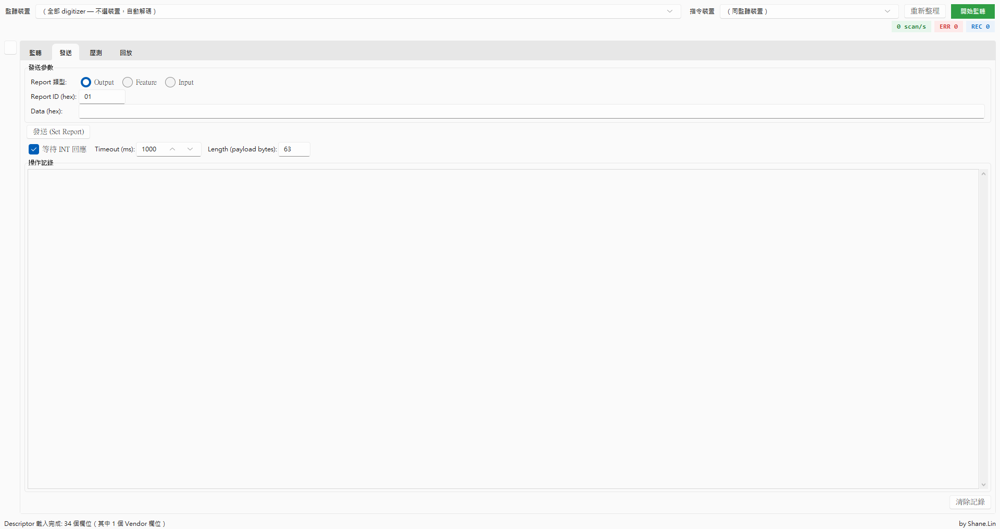 監聽裝置 （全部 digitizer — 不選裝置，自動解碼） 指令裝置 （同監聽裝置） 重新整理 開始監聽
0 scan/s ERR 0 REC 0
監聽 發送 壓測 回放
發送參數
Report 類型: Output Feature Input
Report ID (hex): 01
Data (hex):
發送 (Set Report)
等待 INT 回應 Timeout (ms): 1000 Length (payload bytes): 63
操作記錄
清除記錄
Descriptor 載入完成: 34 個欄位（其中 1 個 Vendor 欄位） by Shane.Lin